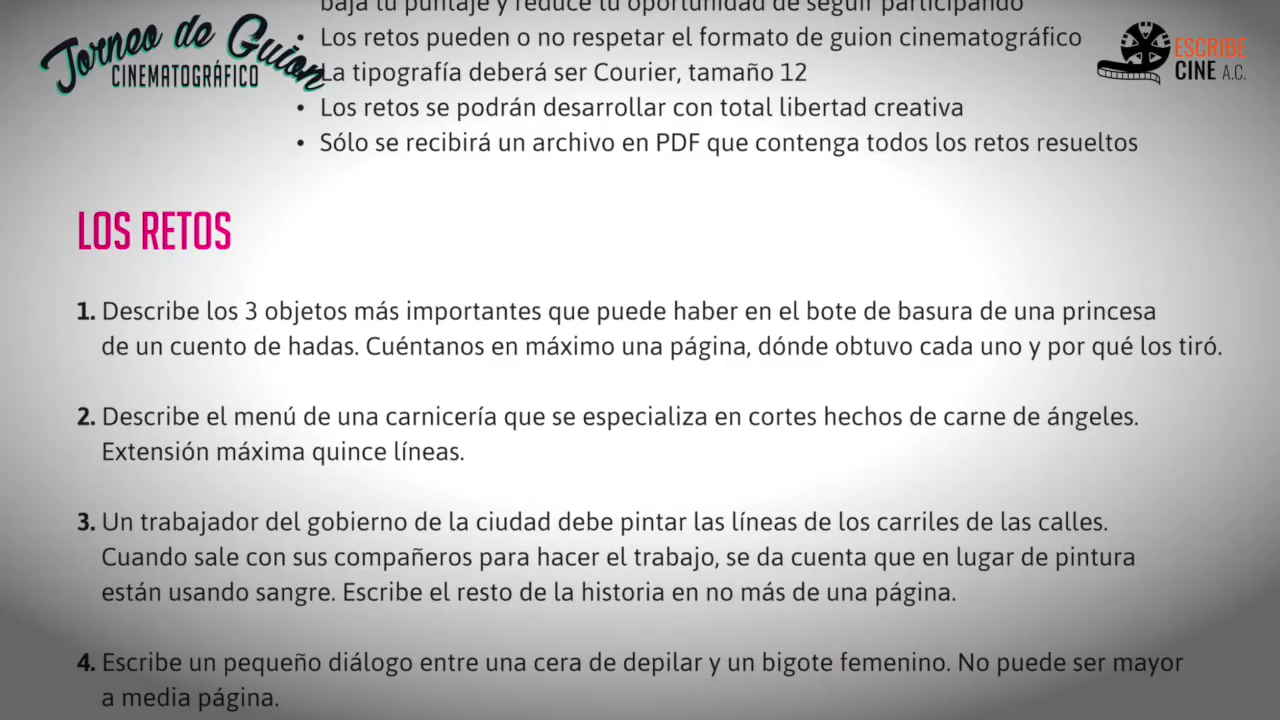 baja tu puntaje y reduce tu oportunidad de seguir participando
Torneo de Guion
CINEMATOGRÁFICO
• Los retos pueden o no respetar el formato de guion cinematográfico
La tipografía deberá ser Courier, tamaño 12
• Los retos se podrán desarrollar con total libertad creativa
• Sólo se recibirá un archivo en PDF que contenga todos los retos resueltos
ESCRIBE
CINE A.C.
LOS RETOS
1. Describe los 3 objetos más importantes que puede haber en el bote de basura de una princesa
de un cuento de hadas. Cuéntanos en máximo una página, dónde obtuvo cada uno y por qué los tiró.
2. Describe el menú de una carnicería que se especializa en cortes hechos de carne de ángeles.
Extensión máxima quince líneas.
3. Un trabajador del gobierno de la ciudad debe pintar las líneas de los carriles de las calles.
Cuando sale con sus compañeros para hacer el trabajo, se da cuenta que en lugar de pintura
están usando sangre. Escribe el resto de la historia en no más de una página.
4. Escribe un pequeño diálogo entre una cera de depilar y un bigote femenino. No puede ser mayor
a media página.